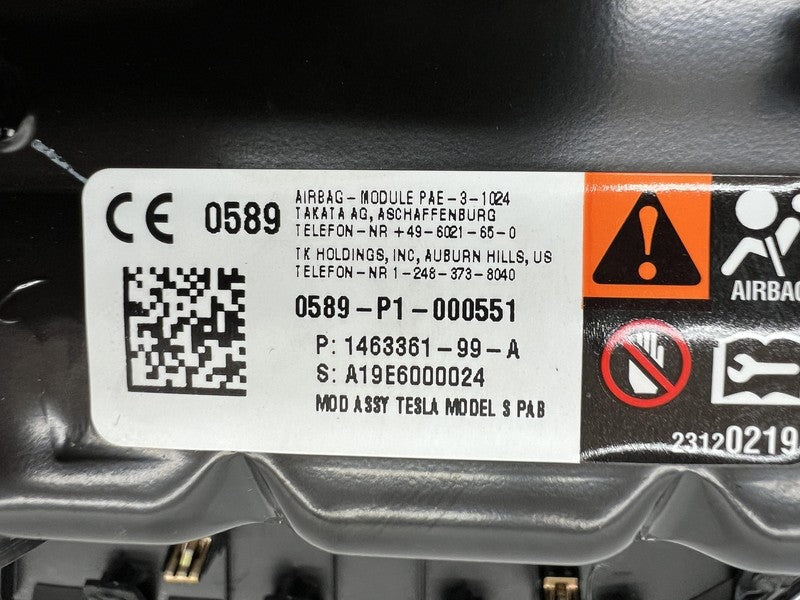 CE 0589
AIRBAG - MODULE PAE-3-1024
TAKATA AG, ASCHAFFENBURG
TELEFON-NR +49-6021-65-0
TK HOLDINGS, INC, AUBURN HILLS, US
TELEFON-NR 1-248-373-8040
0589-P1-000551
P: 1463361-99-A
S: A19E6000024
MOD ASSY TESLA MODEL S PAB
AIRBAG
23120219